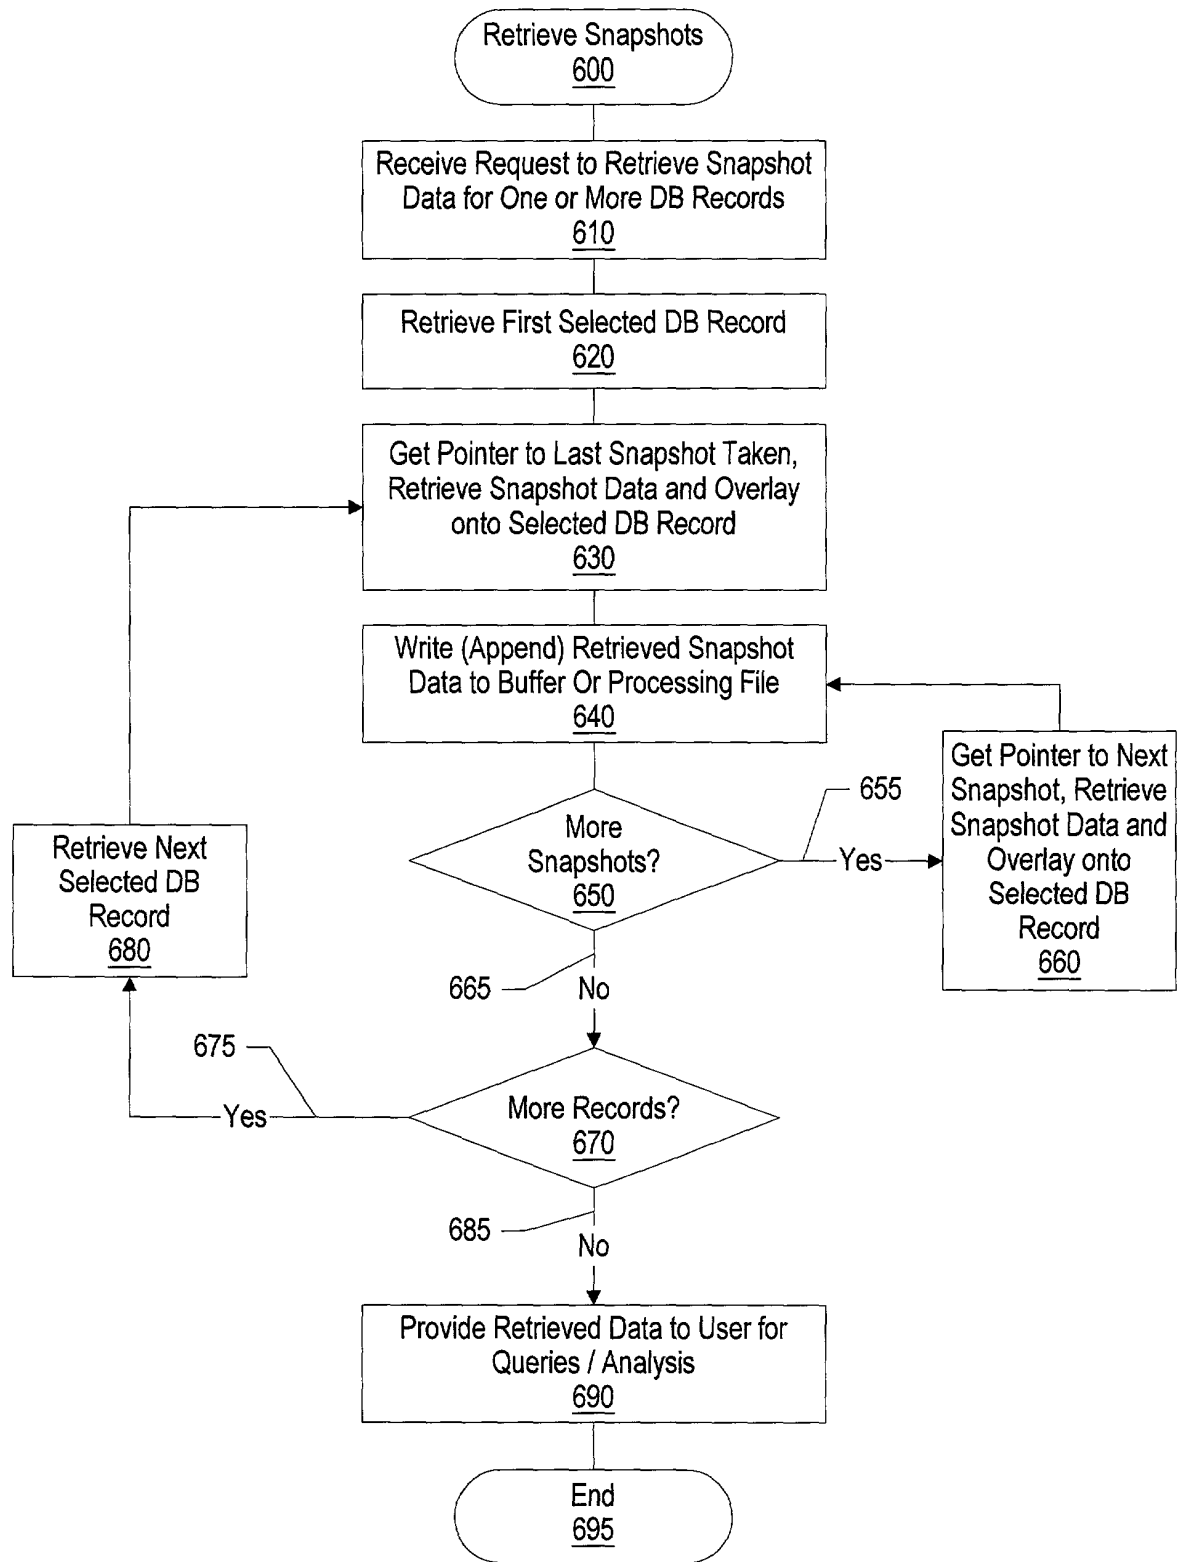 Retrieve Snapshots
600
Receive Request to Retrieve Snapshot
Data for One or More DB Records
610
Retrieve First Selected DB Record
620
Get Pointer to Last Snapshot Taken,
Retrieve Snapshot Data and Overlay
onto Selected DB Record
630
Write (Append) Retrieved Snapshot
Data to Buffer Or Processing File
640
More
Snapshots?
650
655
Yes
Get Pointer to Next
Snapshot, Retrieve
Snapshot Data and
Overlay onto
Selected DB
Record
660
Retrieve Next
Selected DB
Record
680
665
No
675
Yes
More Records?
670
685
No
Provide Retrieved Data to User for
Queries / Analysis
690
End
695